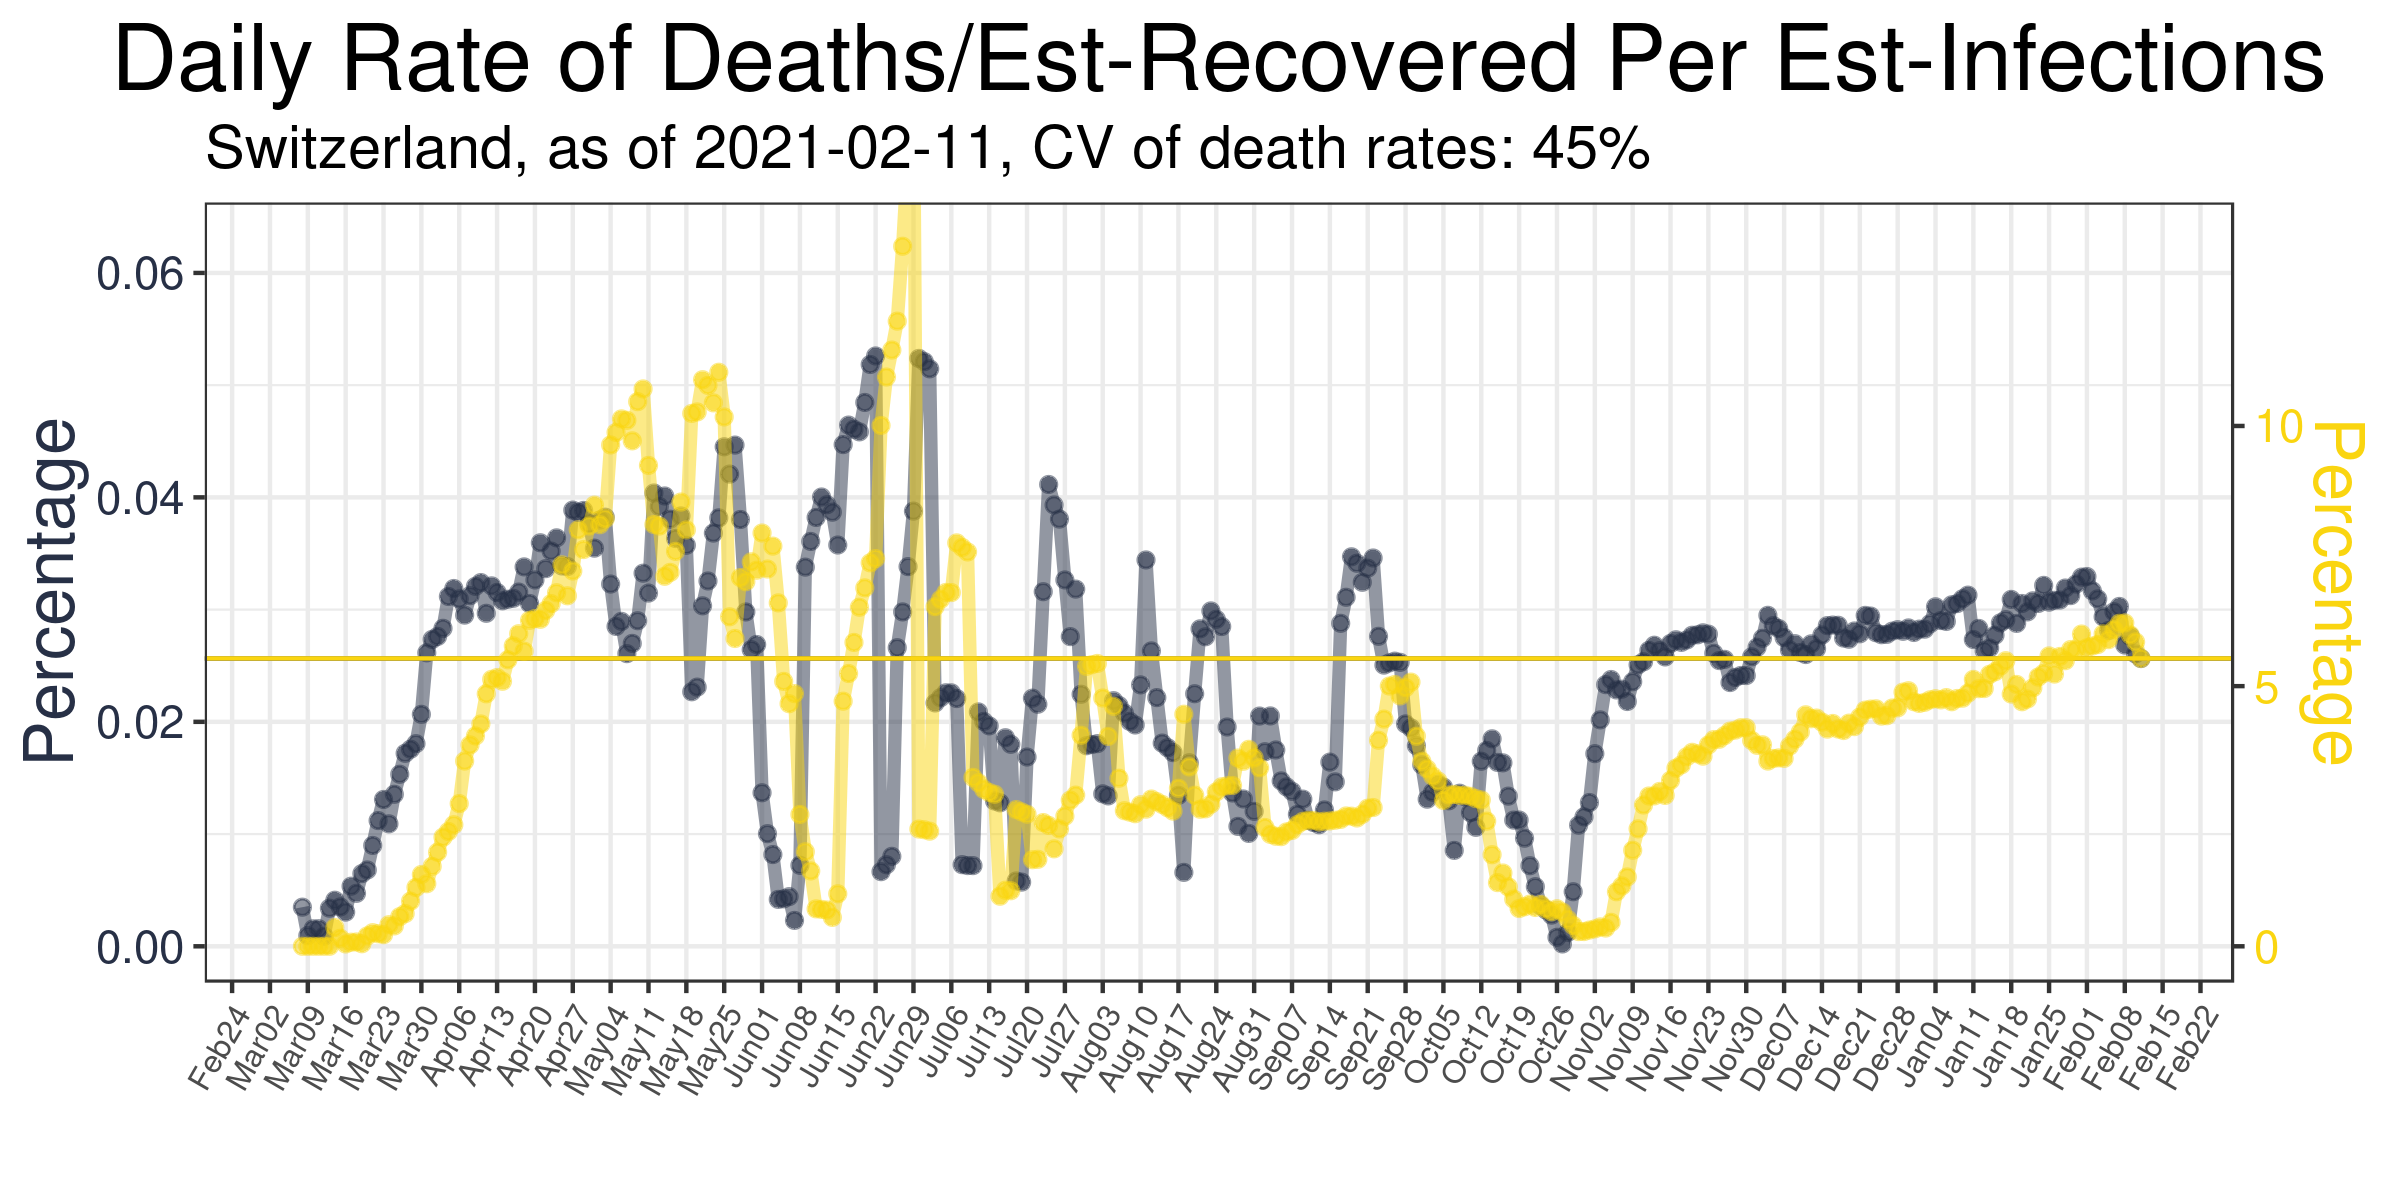 Daily Rate of Deaths/Est-Recovered Per Est-Infections
Switzerland, as of 2021-02-11, CV of death rates: 45%
Percentage
0.06
0.04
0.02
0.00
10
5
0
Percentage
Feb24
Mar02
Mar09
Mar16
Mar23
Mar30
Apr06
Apr13
Apr20
Apr27
May04
May11
May18
May25
Jun01
Jun08
Jun15
Jun22
Jun29
Jul06
Jul13
Jul20
Jul27
Aug03
Aug10
Aug17
Aug24
Aug31
Sep07
Sep14
Sep21
Sep28
Oct05
Oct12
Oct19
Oct26
Nov02
Nov09
Nov16
Nov23
Nov30
Dec07
Dec14
Dec21
Dec28
Jan04
Jan11
Jan18
Jan25
Feb01
Feb08
Feb15
Feb22